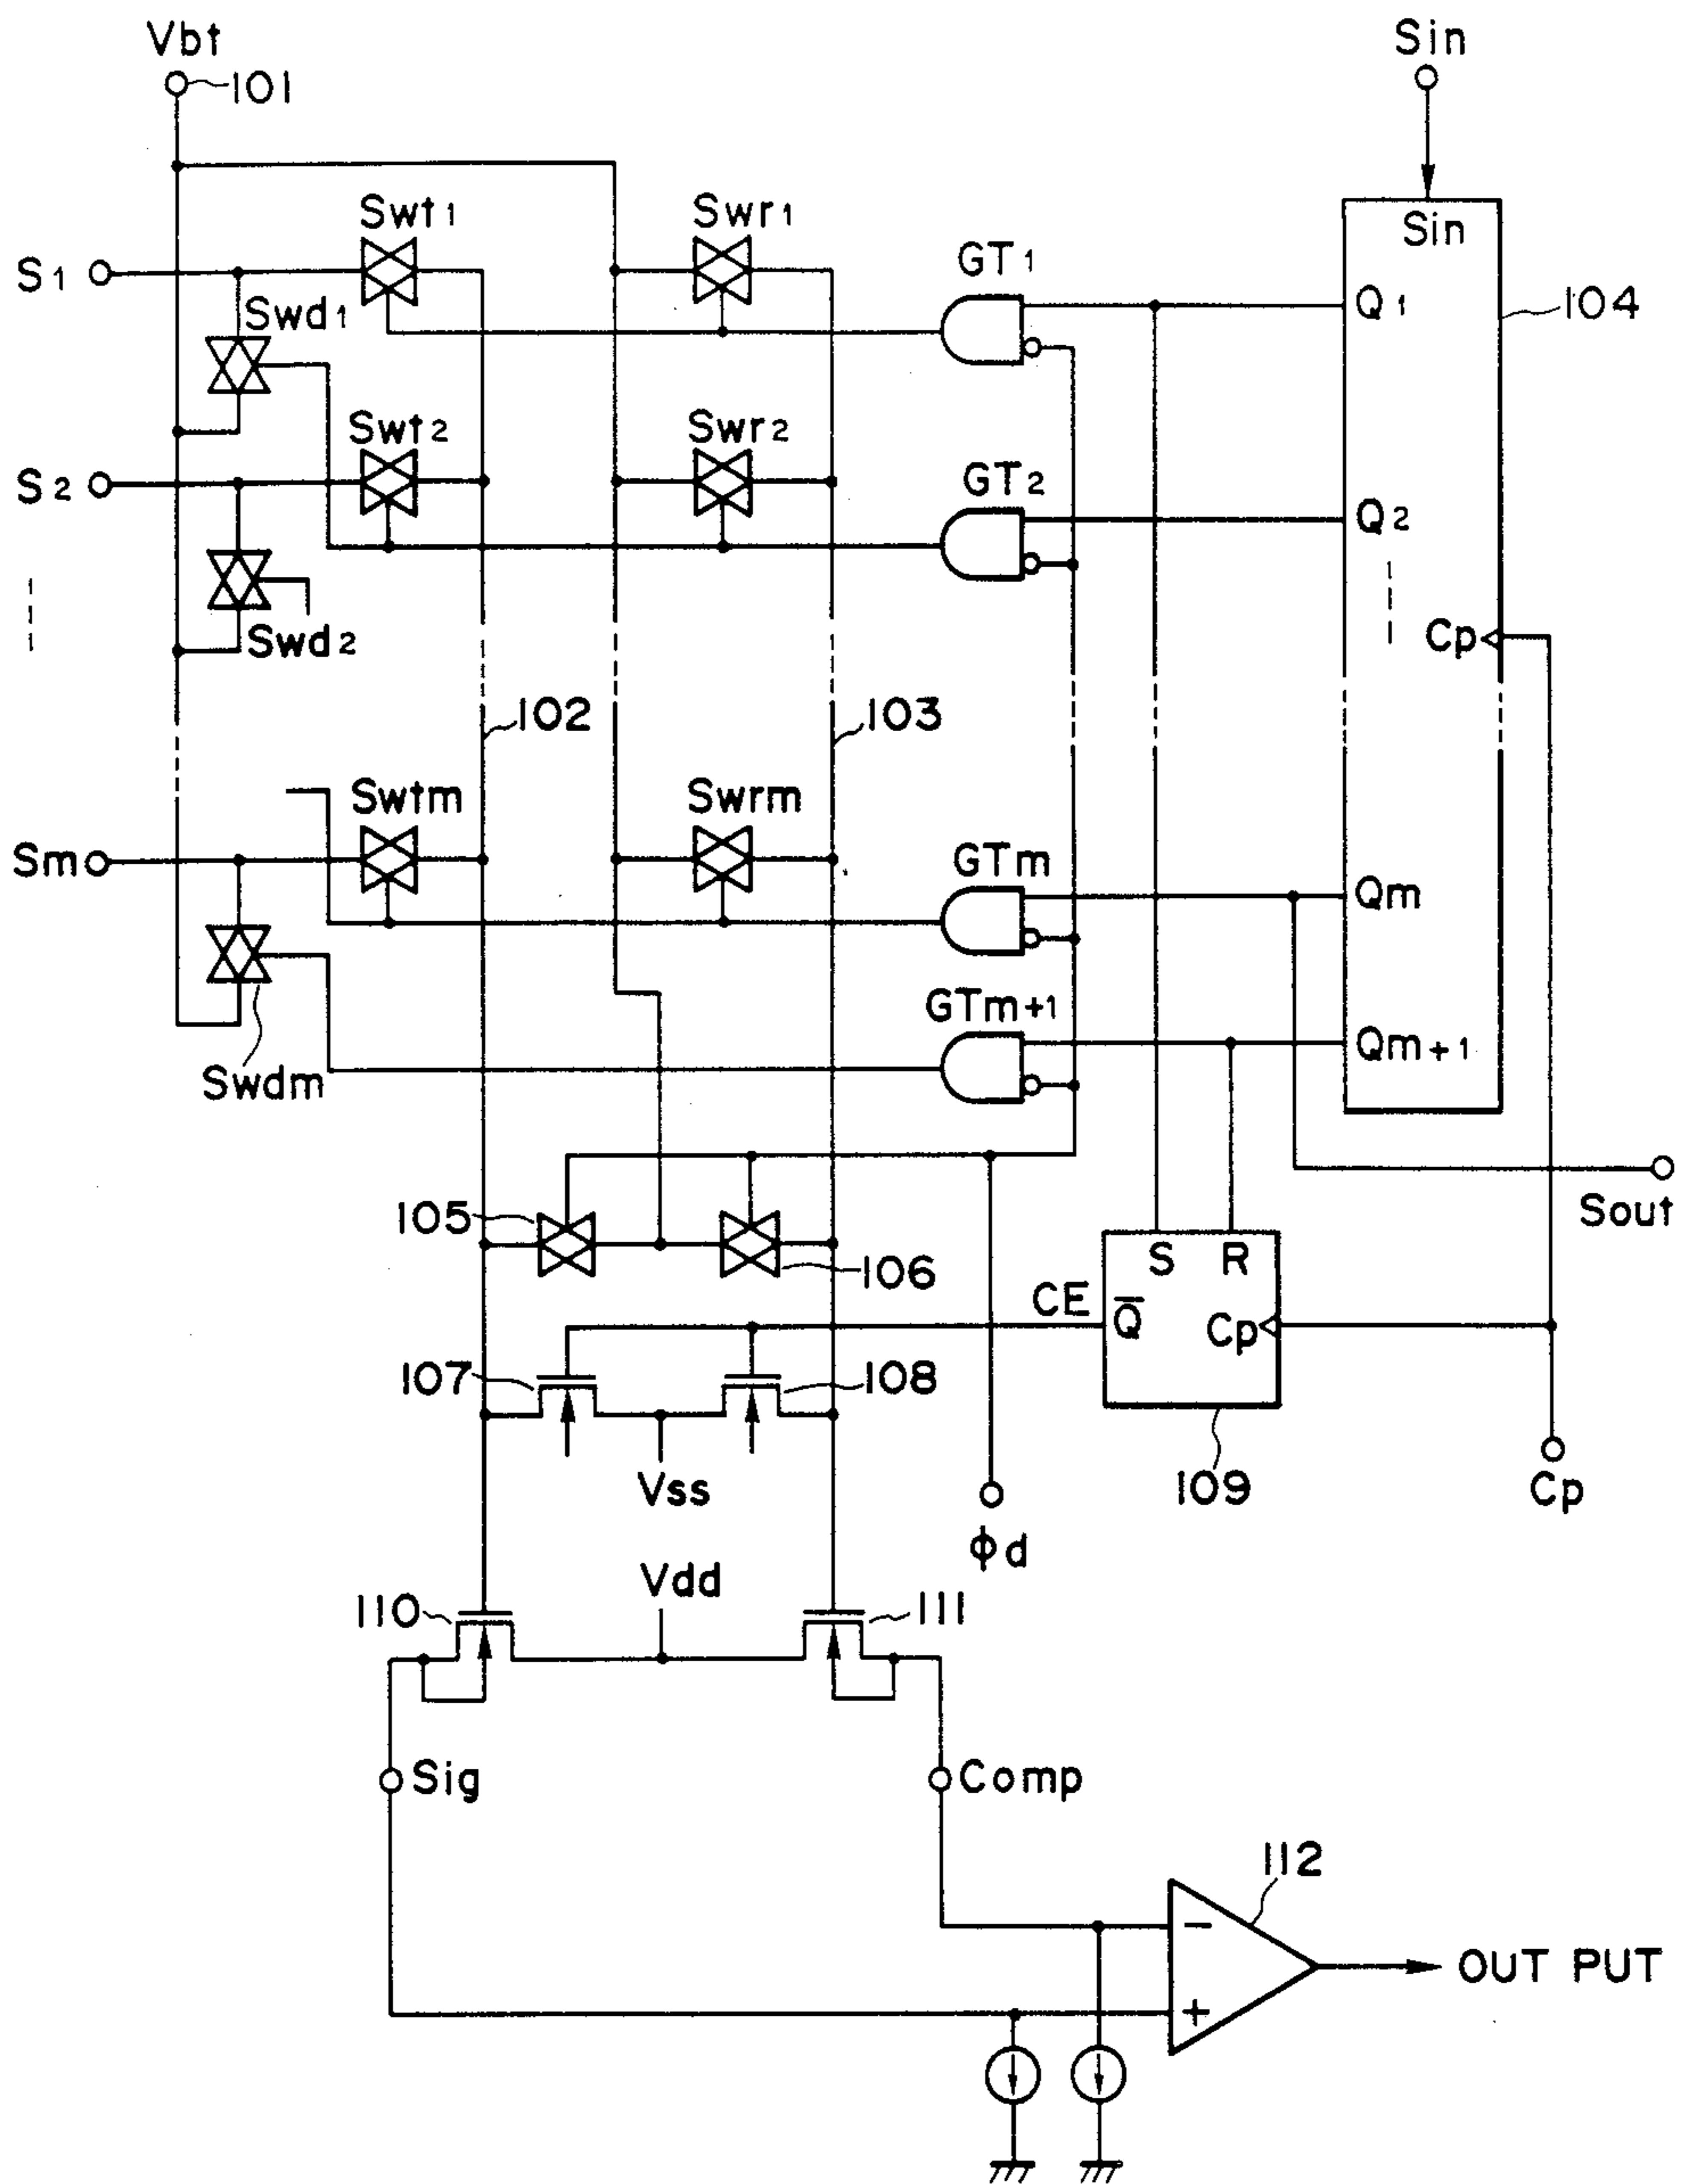 Vbt
101
Sin
Sin
Swt1
Swr1
GT1
S1
Swd1
Q1
104
Swt2
Swr2
GT2
S2
Q2
Swd2
Cp
102
103
Swtm
Swrm
Sm
GTm
Qm
GTm+1
Qm+1
Swdm
105
106
Sout
S
R
CE
Q̅
Cp
107
108
Vss
109
Cp
ϕd
Vdd
110
111
Sig
Comp
112
−
OUT PUT
+